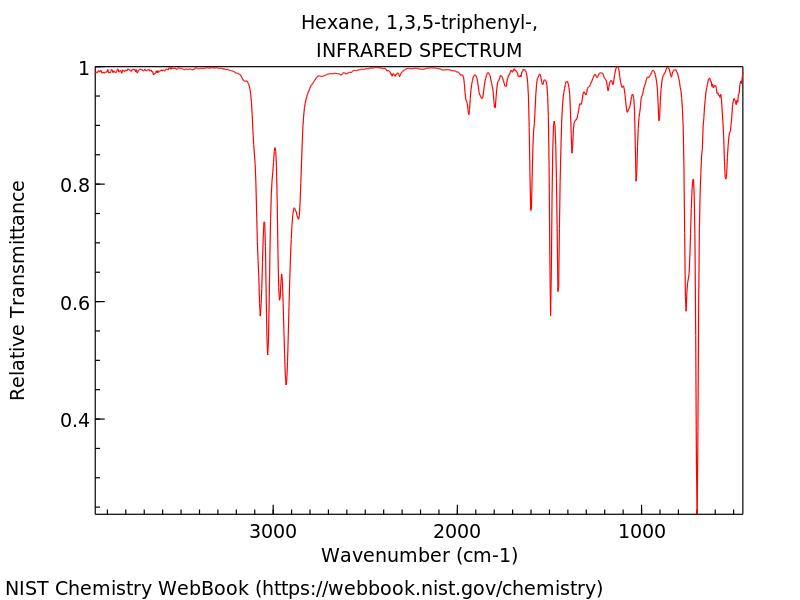 Hexane, 1,3,5-triphenyl-,
INFRARED SPECTRUM
1
0.8
0.6
0.4
Relative Transmittance
3000
2000
1000
Wavenumber (cm-1)
NIST Chemistry WebBook (https://webbook.nist.gov/chemistry)